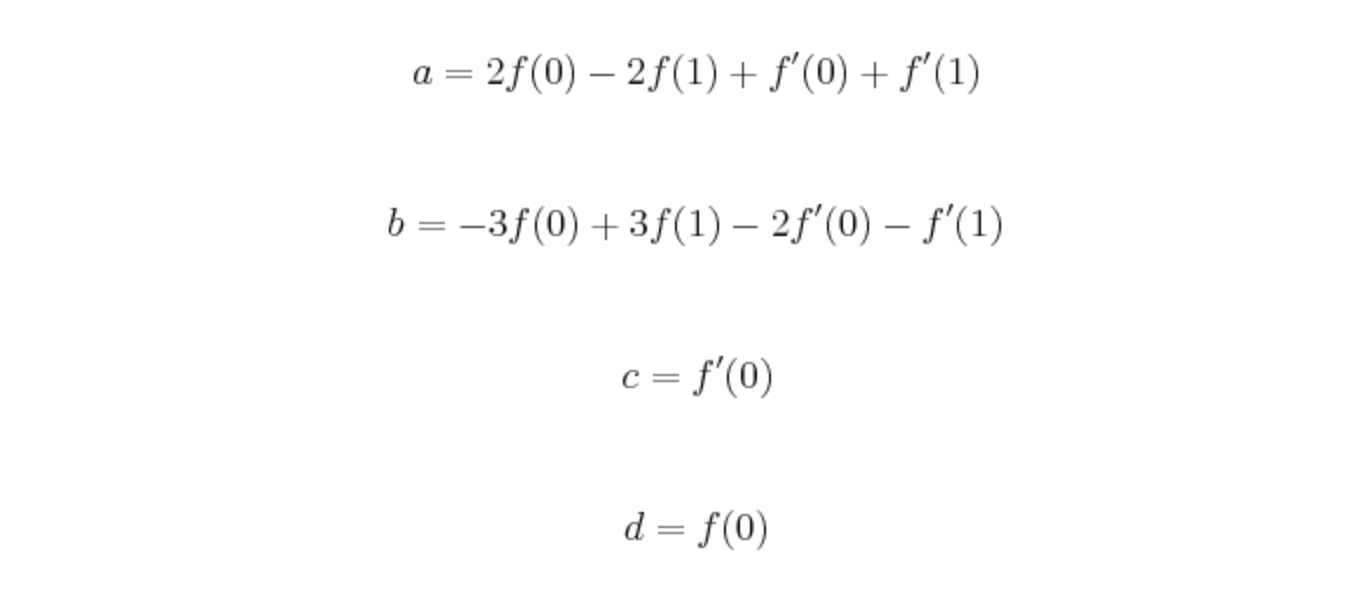 a = 2f(0) − 2f(1) + f′(0) + f′(1)
b = −3f(0) + 3f(1) − 2f′(0) − f′(1)
c = f′(0)
d = f(0)